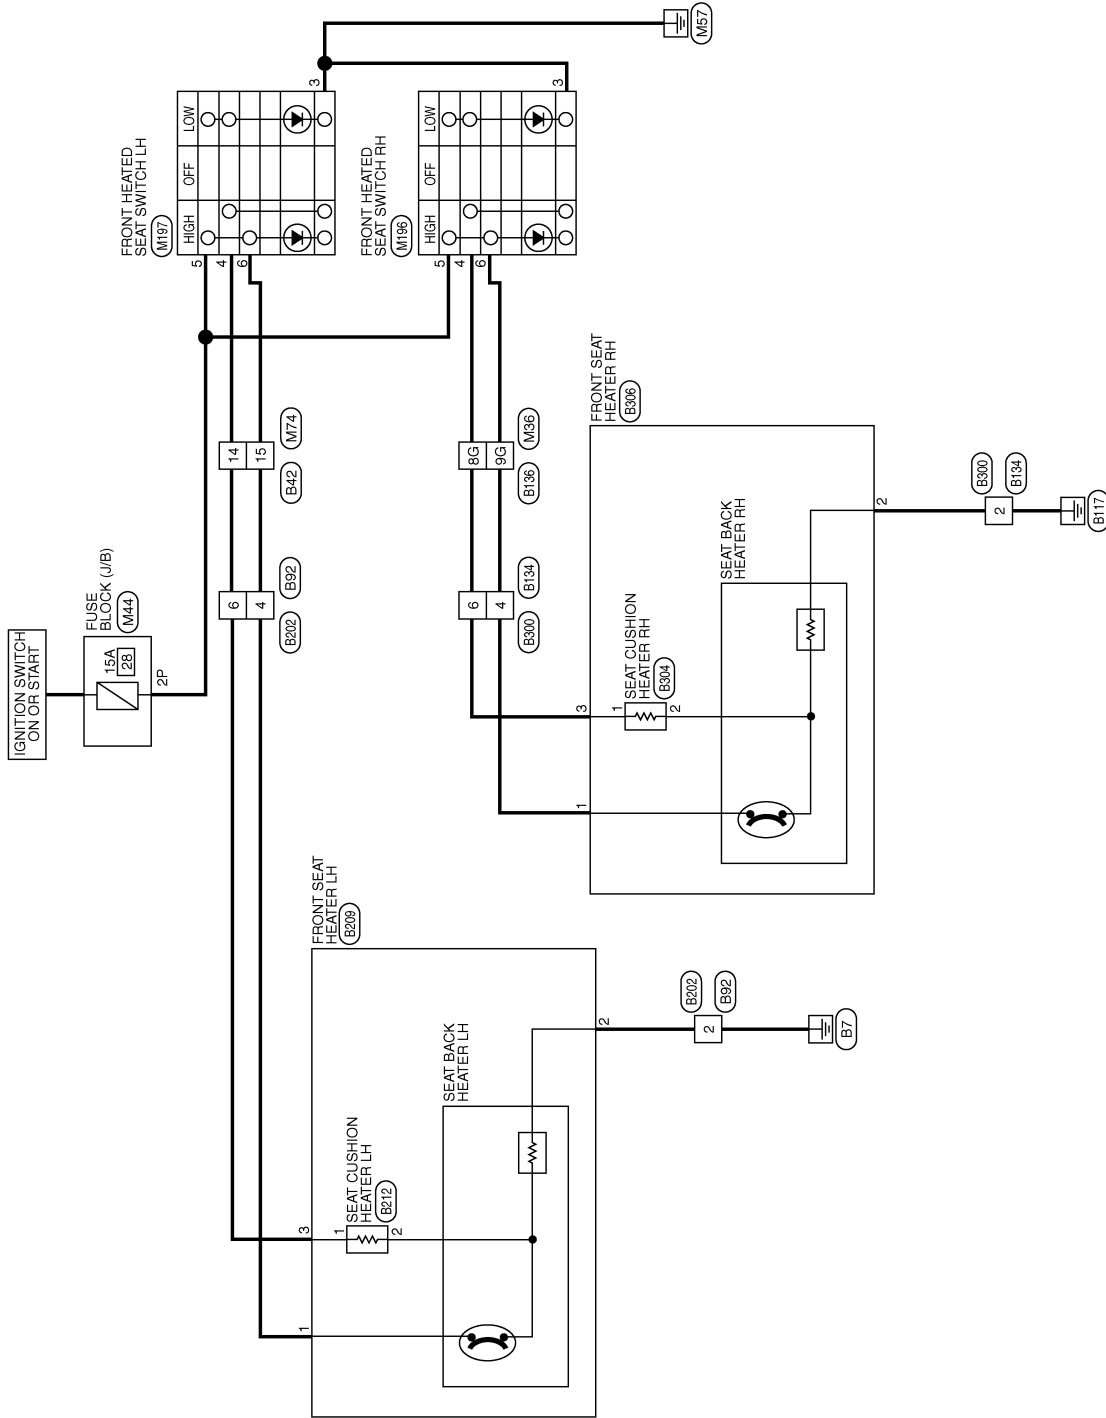 IGNITION SWITCH
ON OR START
FUSE
BLOCK (J/B)
M44
15A
28
2P
FRONT HEATED
SEAT SWITCH LH
M197
HIGH
OFF
LOW
5
4
6
3
FRONT HEATED
SEAT SWITCH RH
M196
HIGH
OFF
LOW
5
4
6
3
M57
14
15
M74
B42
6
4
B92
B202
8G
9G
M36
B136
6
4
B134
B300
FRONT SEAT
HEATER LH
B209
3
1
SEAT CUSHION
HEATER LH
B212
1
2
SEAT BACK
HEATER LH
2
B202
2
B92
B7
FRONT SEAT
HEATER RH
B306
3
1
SEAT CUSHION
HEATER RH
B304
1
2
SEAT BACK
HEATER RH
2
B300
2
B134
B117